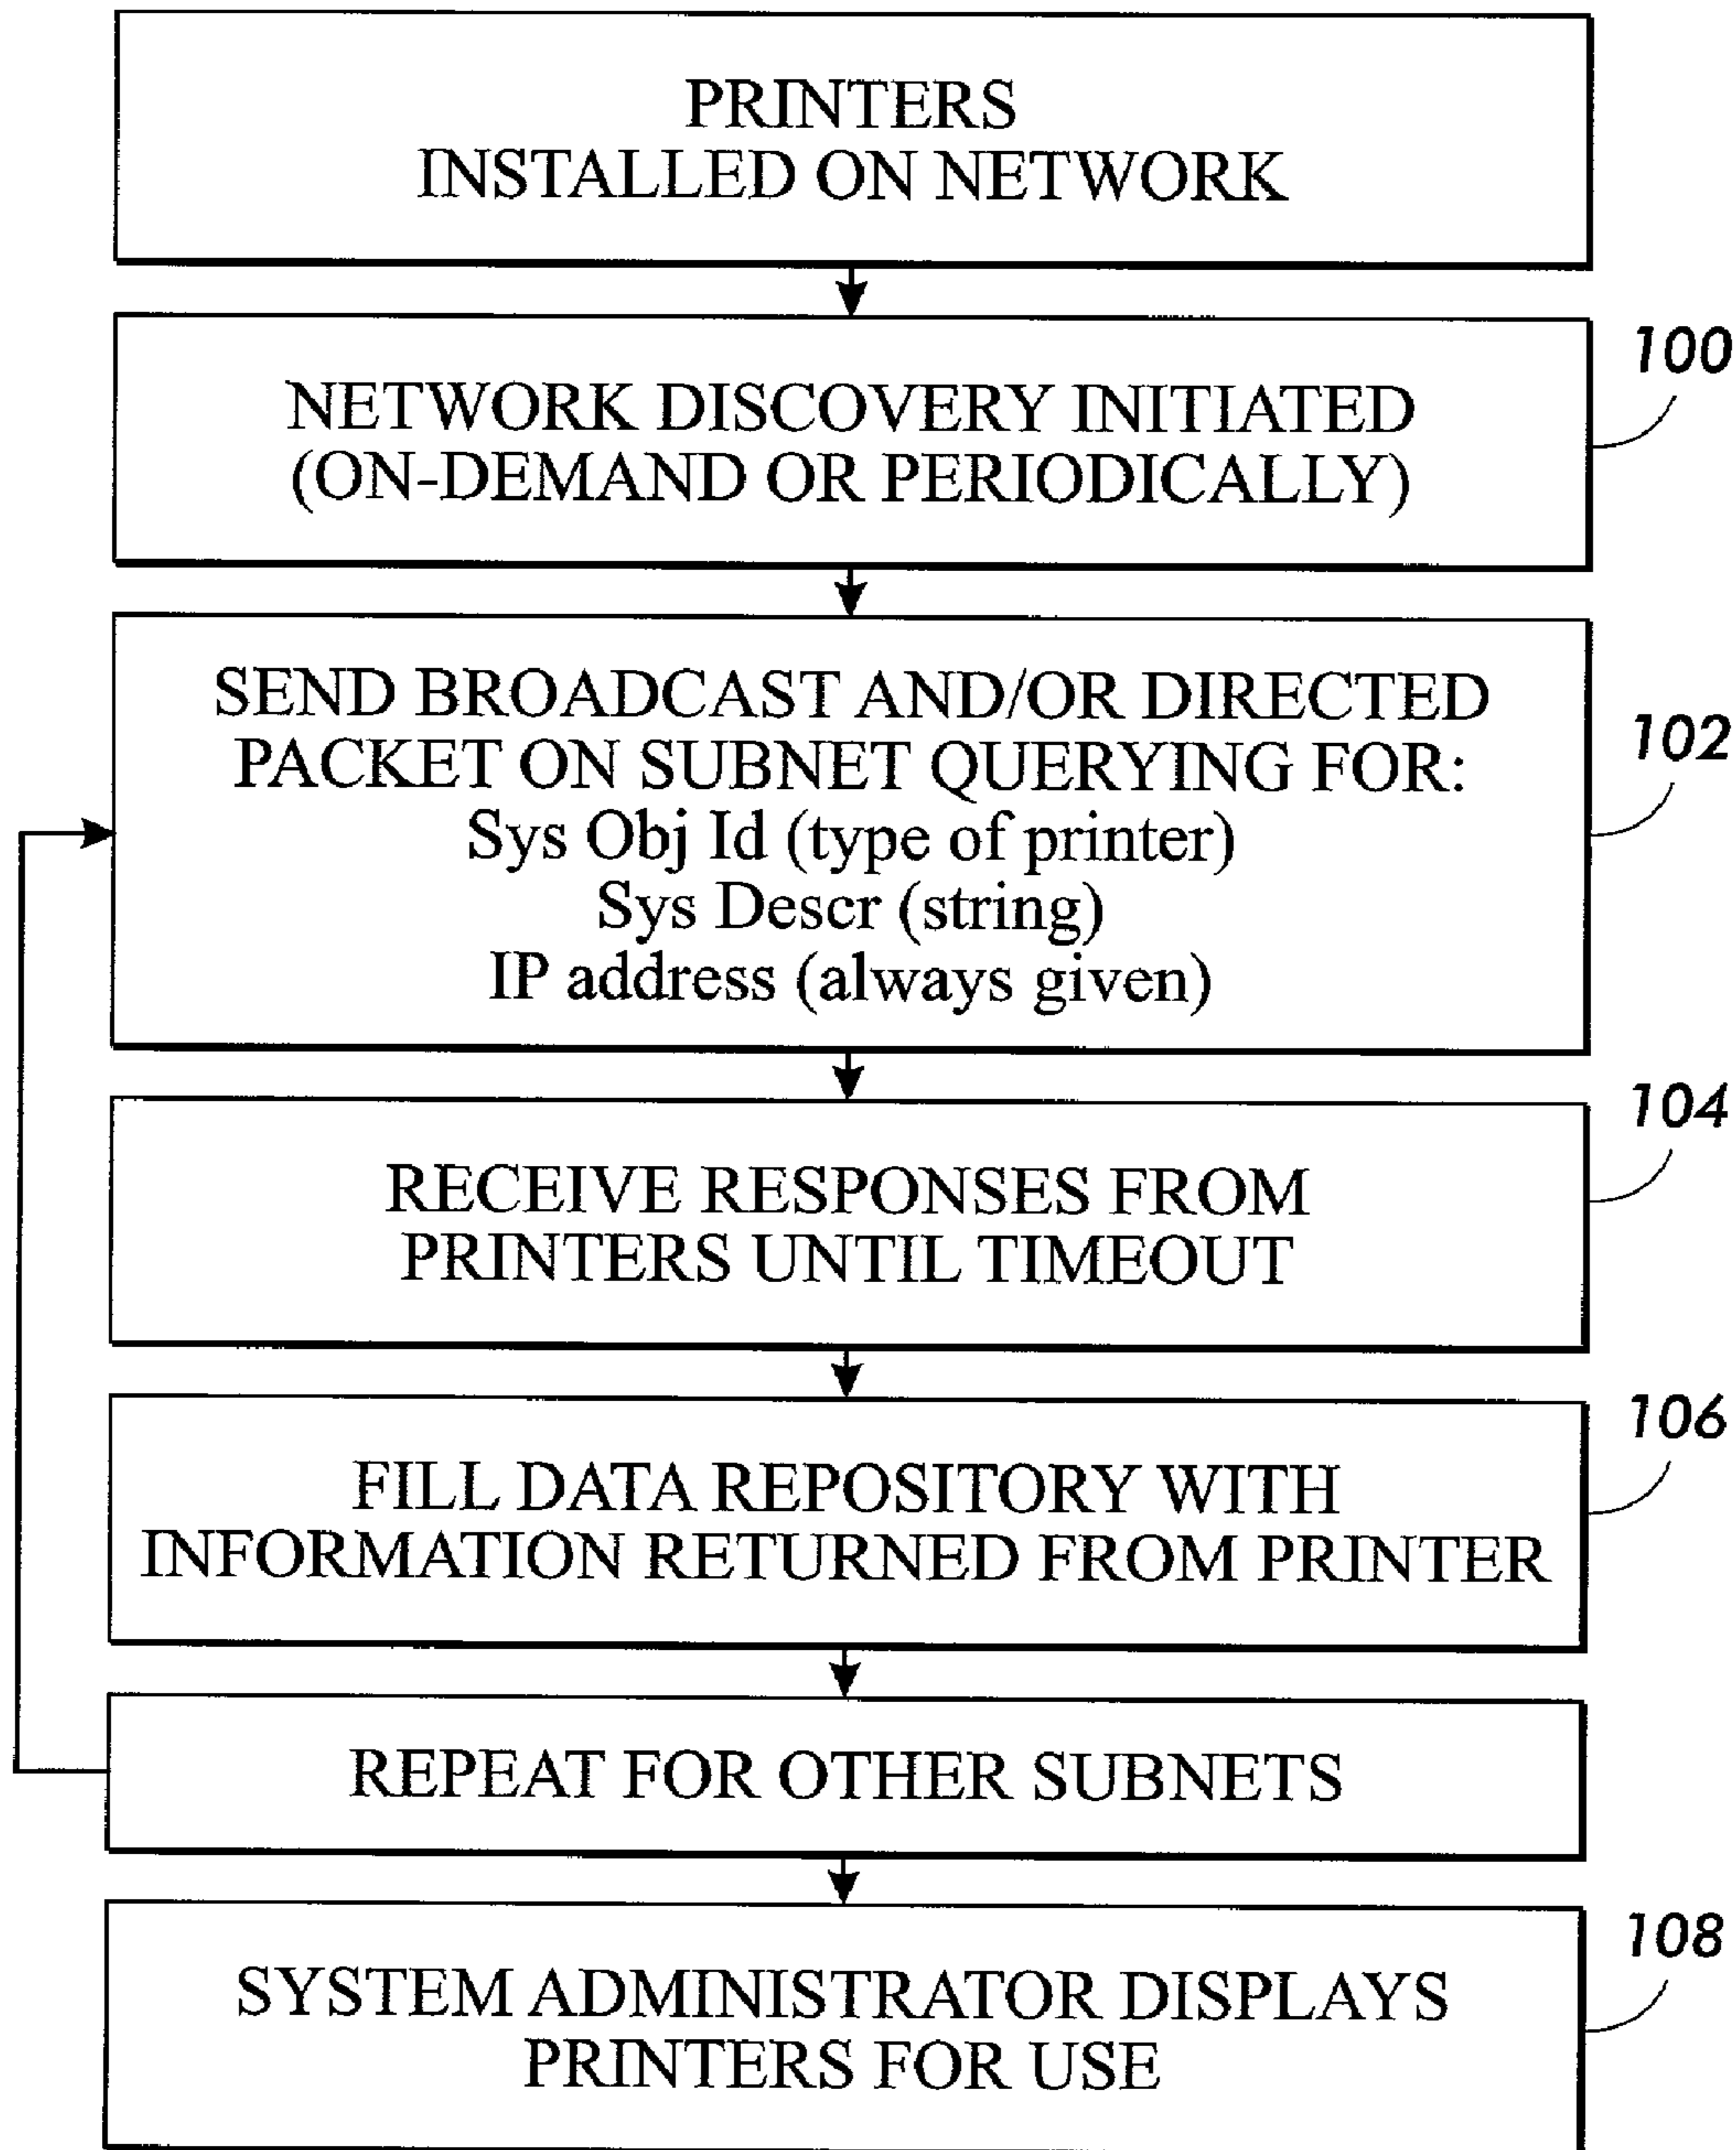 PRINTERS
INSTALLED ON NETWORK
100
NETWORK DISCOVERY INITIATED
(ON-DEMAND OR PERIODICALLY)
102
SEND BROADCAST AND/OR DIRECTED
PACKET ON SUBNET QUERYING FOR:
Sys Obj Id (type of printer)
Sys Descr (string)
IP address (always given)
104
RECEIVE RESPONSES FROM
PRINTERS UNTIL TIMEOUT
106
FILL DATA REPOSITORY WITH
INFORMATION RETURNED FROM PRINTER
REPEAT FOR OTHER SUBNETS
108
SYSTEM ADMINISTRATOR DISPLAYS
PRINTERS FOR USE